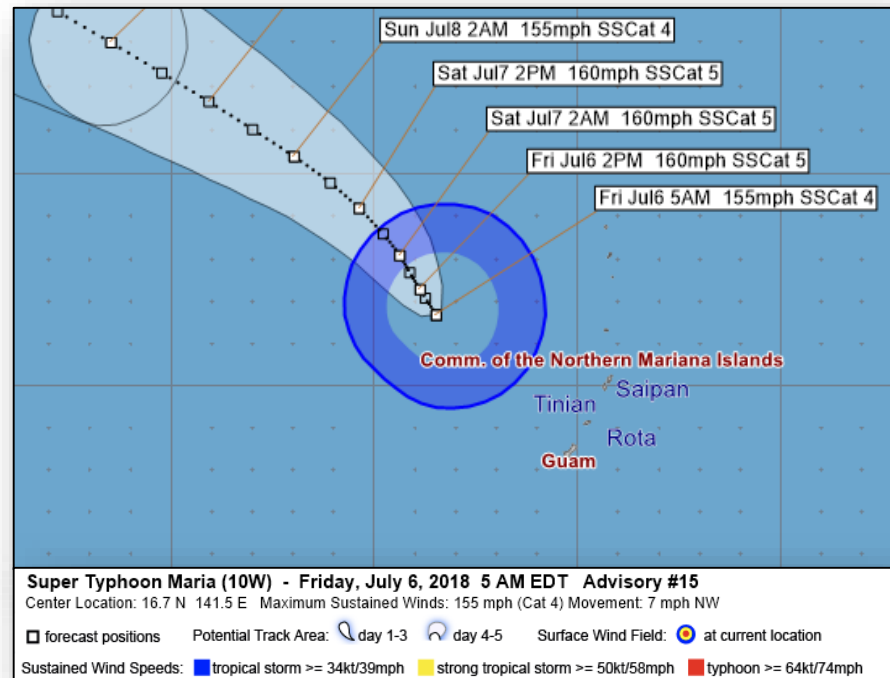 Sun Jul8 2AM 155mph SSCat 4
Sat Jul7 2PM 160mph SSCat 5
Sat Jul7 2AM 160mph SSCat 5
Fri Jul6 2PM 160mph SSCat 5
Fri Jul6 5AM 155mph SSCat 4
Comm. of the Northern Mariana Islands
Saipan
Tinian
Rota
Guam
Super Typhoon Maria (10W) - Friday, July 6, 2018 5 AM EDT Advisory #15
Center Location: 16.7 N 141.5 E Maximum Sustained Winds: 155 mph (Cat 4) Movement: 7 mph NW
forecast positions Potential Track Area: day 1-3 day 4-5 Surface Wind Field: at current location
Sustained Wind Speeds: tropical storm >= 34kt/39mph strong tropical storm >= 50kt/58mph typhoon >= 64kt/74mph